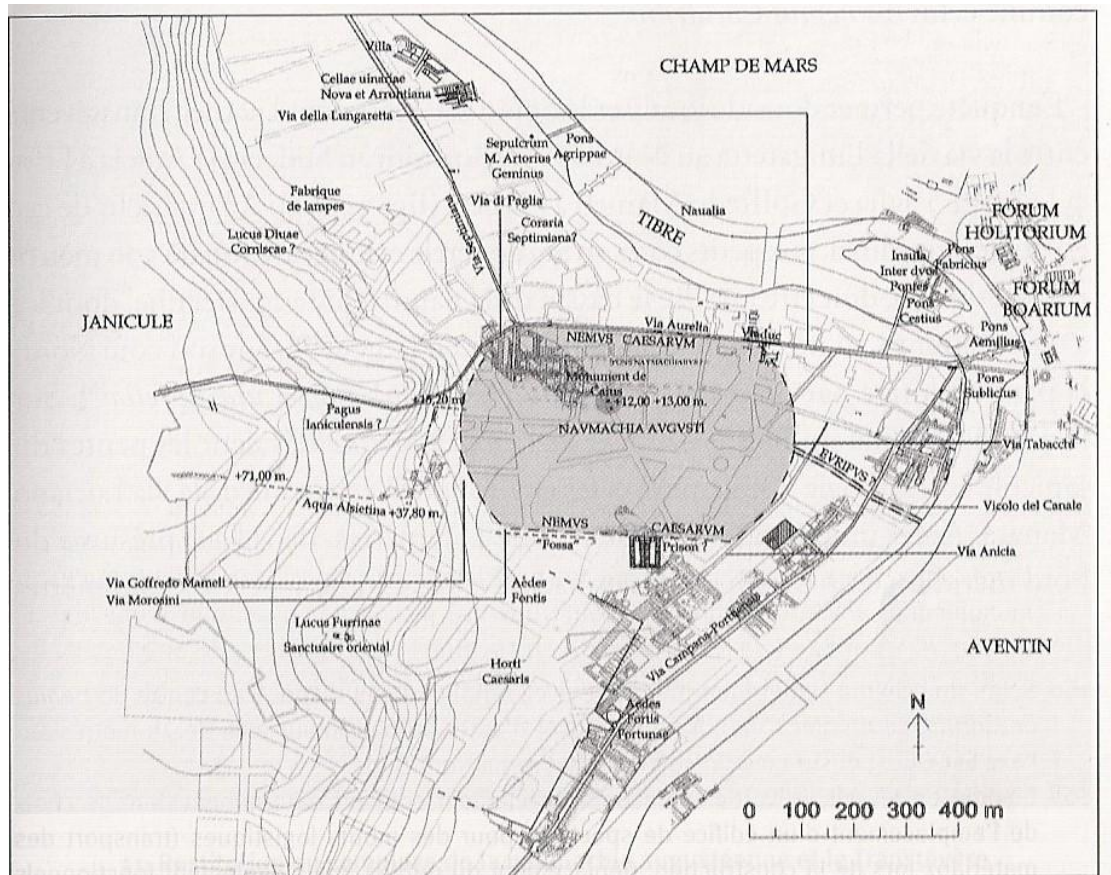 Villa
CHAMP DE MARS
Cellae uinariae
Nova et Arruntiana
Via della Lungaretta
Sepulcrum
M. Artorius
Geminus
Pons
Agrippae
Fabrique
de lampes
Via di Paglia
Naualia
Lucus Diuae
Corniscae ?
Via Septimiana
Coraria
Septimiana?
TIBRE
FORUM
HOLITORIUM
Insula
Inter dvos
Pontes
Pons
Fabricius
Pons
Cestius
FORUM
BOARIUM
JANICULE
Via Aurelia
Viaduc
NEMVS CAESARVM
Pons
Aemilius
Monument de
Caius
+12,00 +13,00 m.
Pons
Sublicius
Pagus
Ianiculensis ?
+16,20 m
NAVMACHIA AVGVSTI
Via Tabacchi
EVRIPVS
+71,00 m.
Aqua Alsietina +37,80 m.
Vicolo del Canale
NEMVS CAESARVM
"Fossa"
Prison ?
Via Anicia
Via Goffredo Mameli
Via Morosini
Aedes
Fontis
Via Campana-Portuensis
Lucus Furrinae
Sanctuaire oriental
AVENTIN
Horti
Caesaris
N
Aedes
Fortis
Fortunae
0 100 200 300 400 m